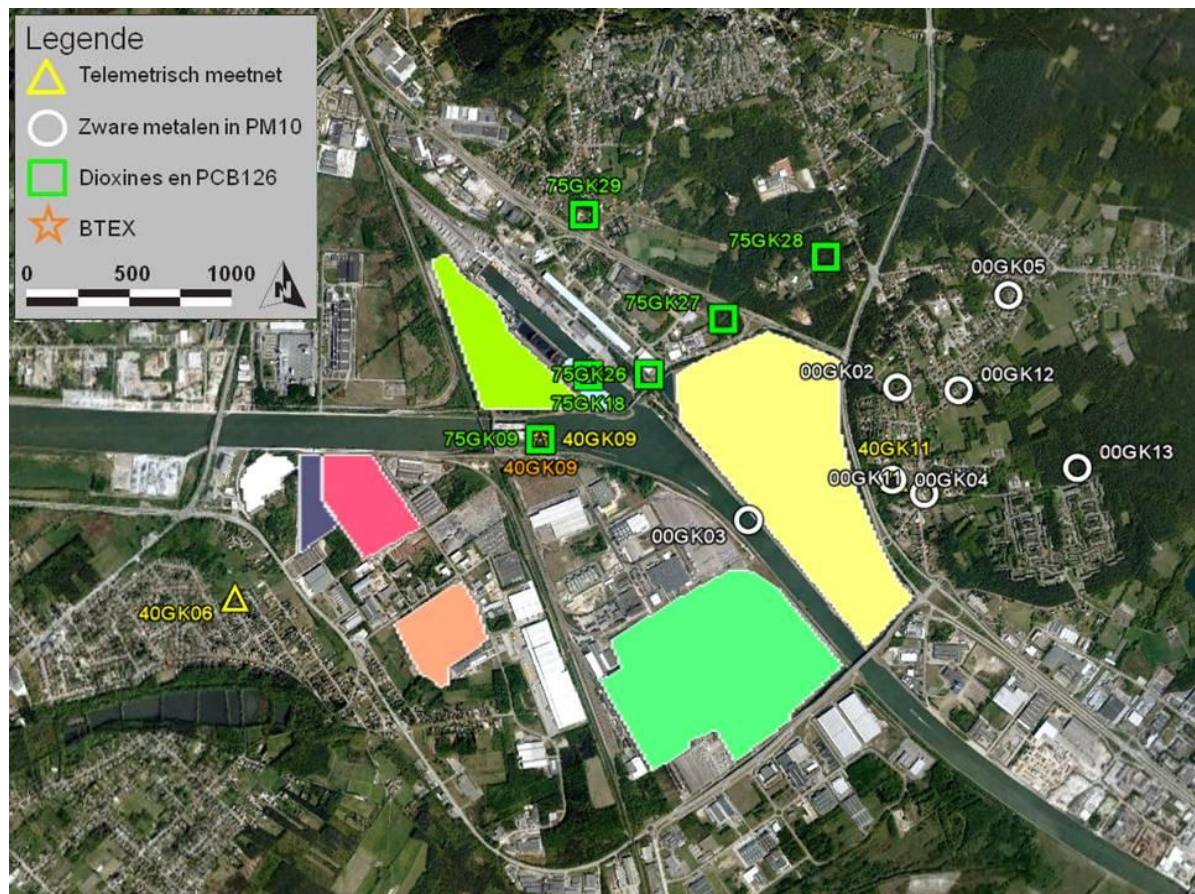 Legende
Telemetrisch meetnet
Zware metalen in PM10
Dioxines en PCB126
BTEX
0 500 1000
N
75GK29
75GK28
00GK05
75GK27
00GK02
00GK12
75GK26
75GK18
75GK09
40GK09
40GK09
40GK11
00GK11
00GK04
00GK13
00GK03
40GK06